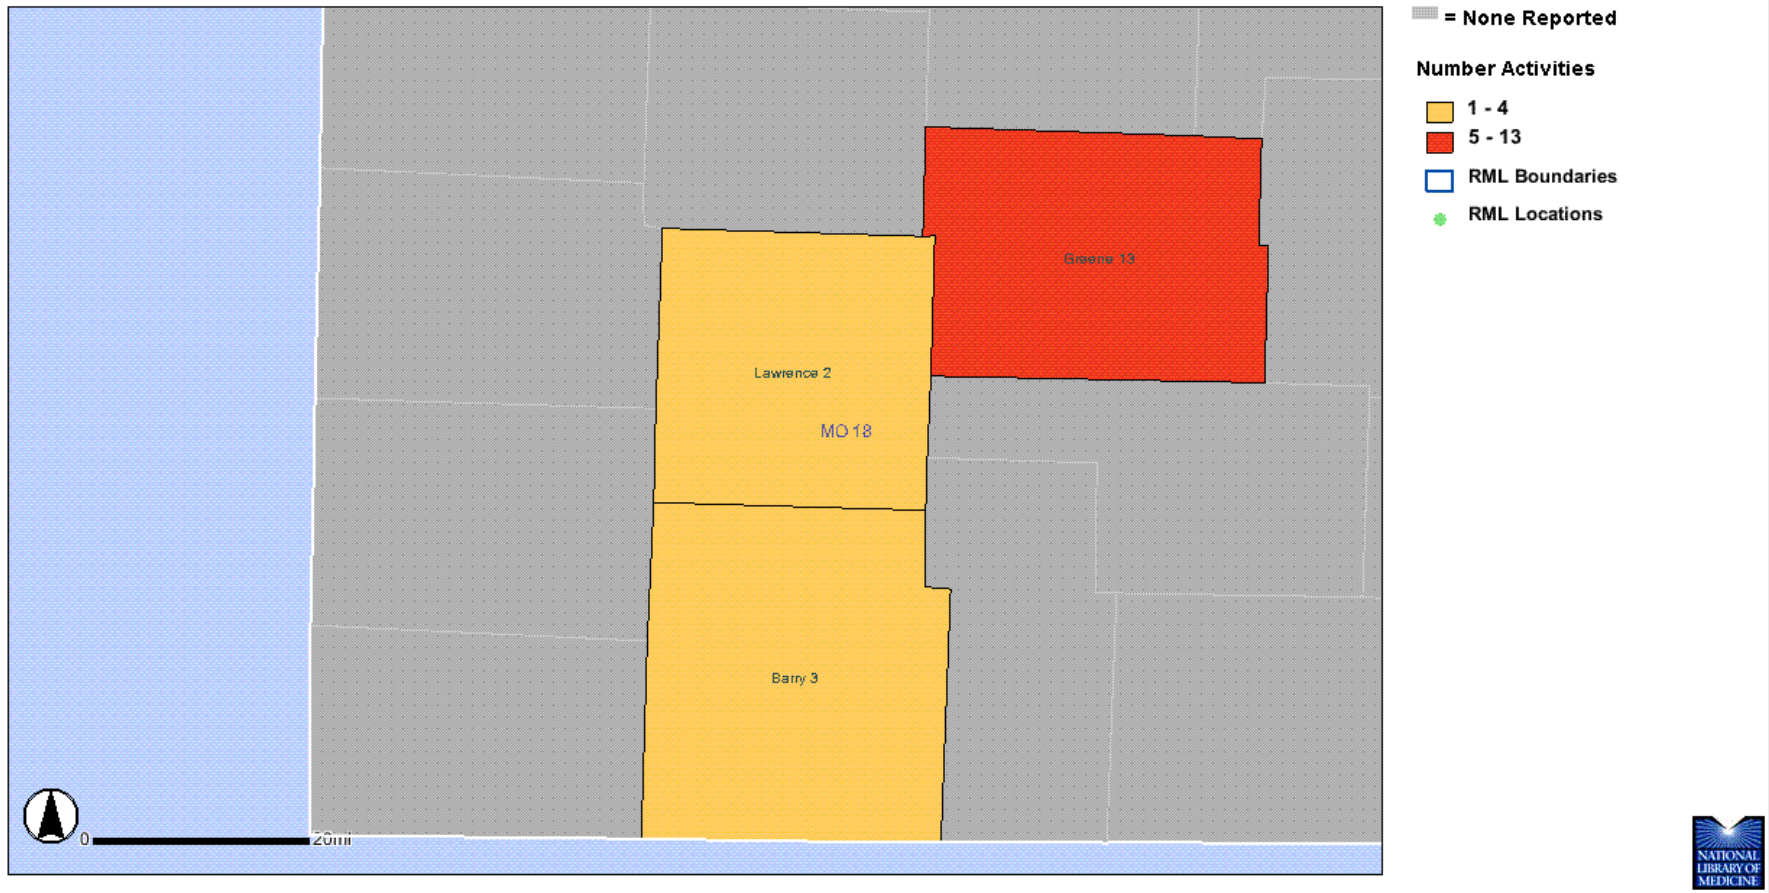 = None Reported
Number Activities
1 - 4
5 - 13
RML Boundaries
RML Locations
Greene 13
Lawrence 2
MO 18
Barry 3
0 20mi
NATIONAL
LIBRARY OF
MEDICINE